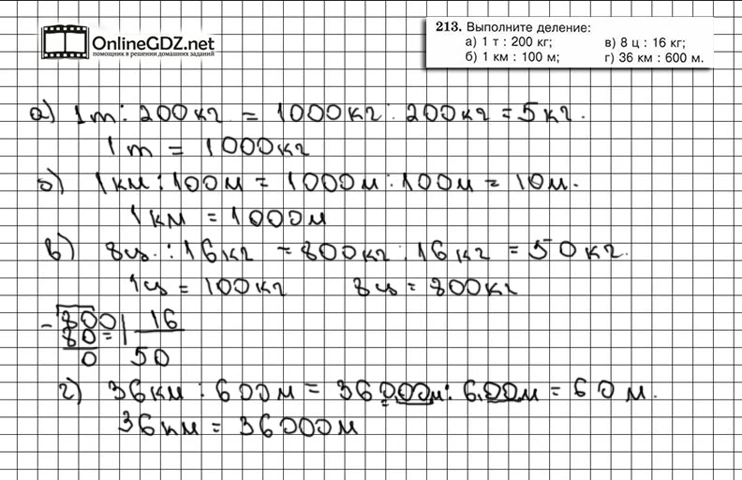 OnlineGDZ.net
помощник в решении домашних заданий
213. Выполните деление:
а) 1 т : 200 кг; в) 8 ц : 16 кг;
б) 1 км : 100 м; г) 36 км : 600 м.
а) 1т : 200кг = 1000кг : 200кг = 5кг.
1т = 1000кг
б) 1км : 100м = 1000м : 100м = 10м.
1км = 1000м
в) 8ц : 16кг = 800кг : 16кг = 50кг.
1ц = 100кг 8ц = 800кг
- 800 | 16
80 50
0
г) 36км : 600м = 36000м : 600м = 60м.
36км = 36000м